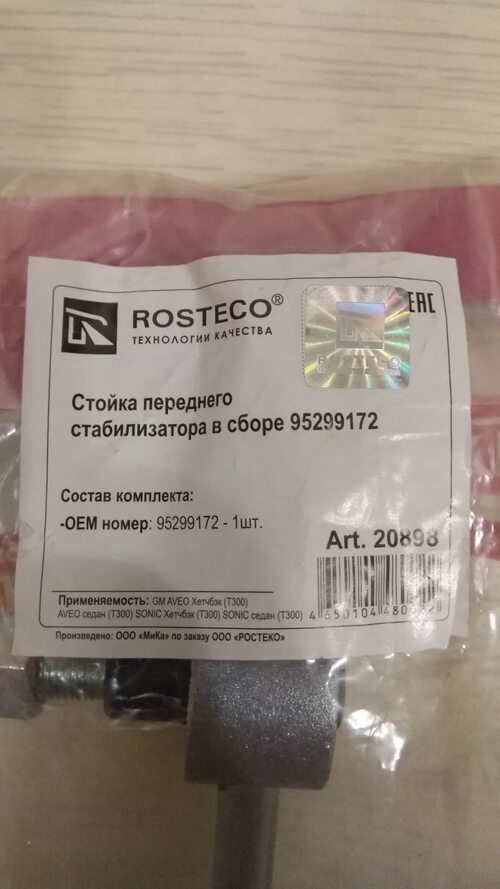 ROSTECO®
ТЕХНОЛОГИИ КАЧЕСТВА
EAC
ROSTECO
Стойка переднего
стабилизатора в сборе 95299172
Состав комплекта:
-OEM номер: 95299172 - 1шт.
Art. 20898
Применяемость: GM AVEO Хетчбэк (T300)
AVEO седан (T300) SONIC Хетчбэк (T300) SONIC седан (T300)
Произведено: ООО «МиКа» по заказу ООО «РОСТЕКО»